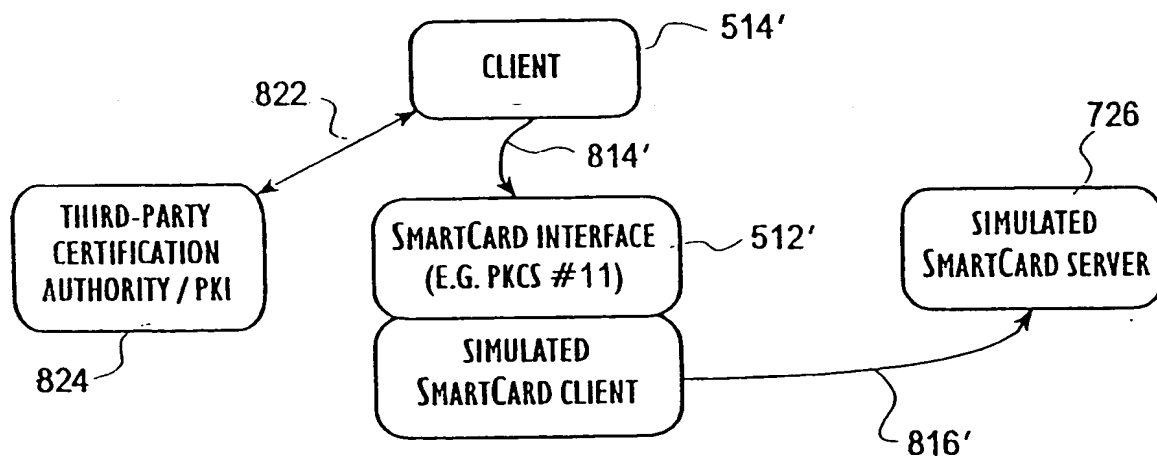 514′
CLIENT
822
726
814′
THIRD-PARTY
CERTIFICATION
AUTHORITY / PKI
SMARTCARD INTERFACE
(E.G. PKCS #11)
512′
SIMULATED
SMARTCARD SERVER
824
SIMULATED
SMARTCARD CLIENT
816′